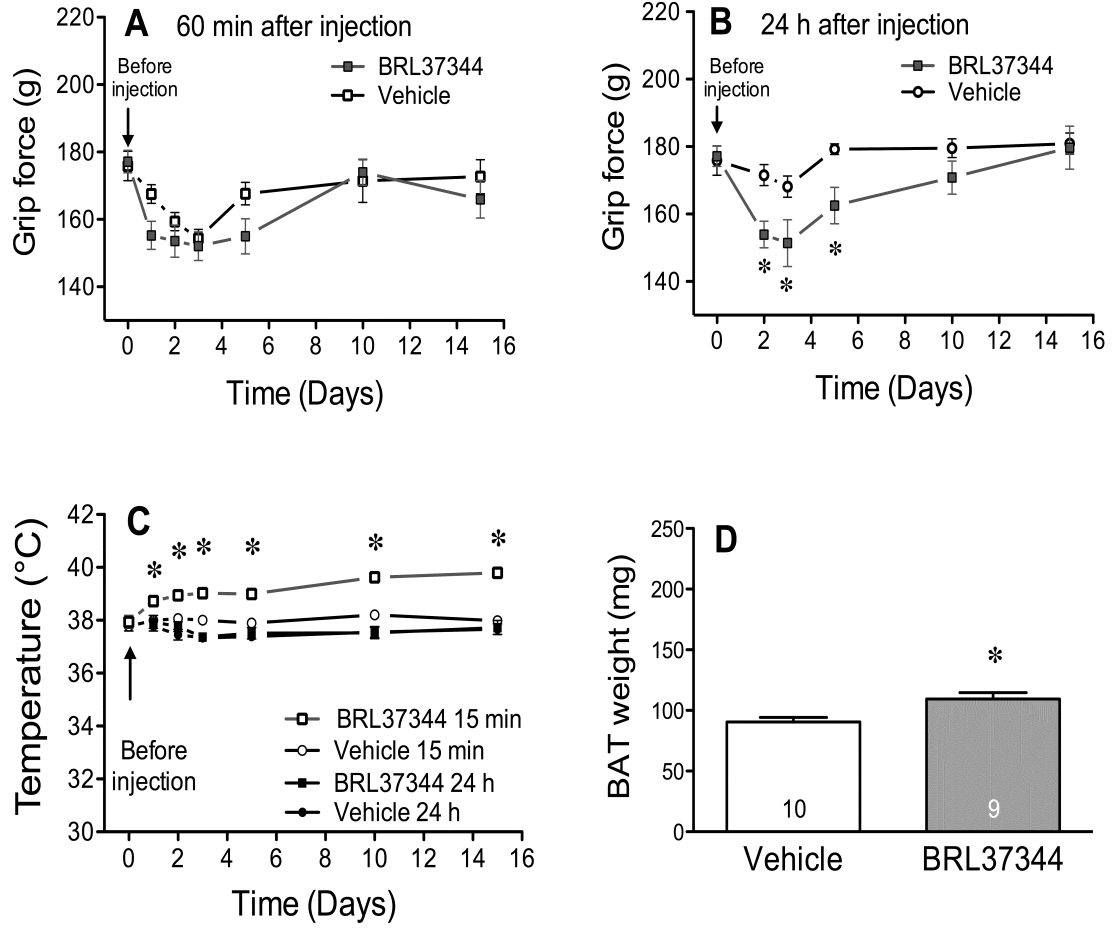 A 60 min after injection
220
200
180
160
140
Grip force (g)
Before
injection
BRL37344
Vehicle
0 2 4 6 8 10 12 14 16
Time (Days)
B 24 h after injection
220
200
180
160
140
Grip force (g)
Before
injection
BRL37344
Vehicle
*
*
*
0 2 4 6 8 10 12 14 16
Time (Days)
C
42
40
38
36
34
32
30
Temperature (°C)
* * * * * *
Before
injection
BRL37344 15 min
Vehicle 15 min
BRL37344 24 h
Vehicle 24 h
0 2 4 6 8 10 12 14 16
Time (Days)
D
250
200
150
100
50
0
BAT weight (mg)
*
10 9
Vehicle BRL37344